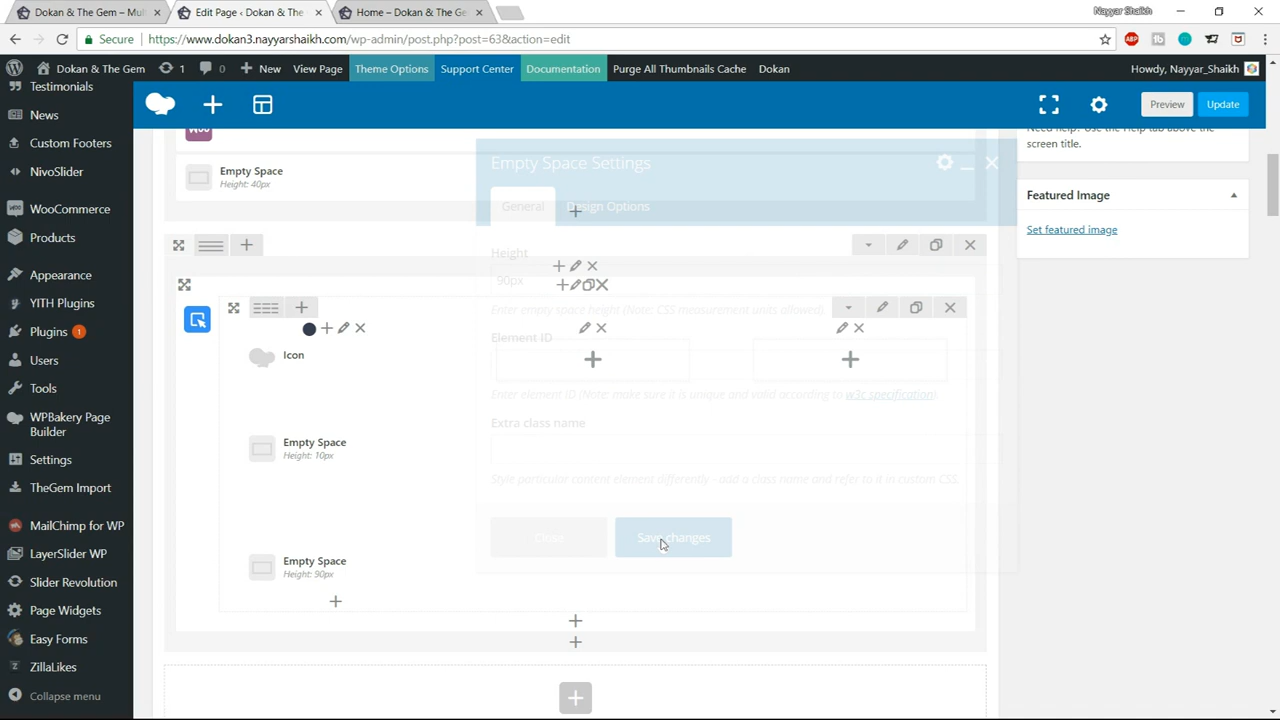 Dokan & The Gem – Mul
Edit Page ‹ Dokan & The
Home – Dokan & The Ge
Nayyar Shaikh
Secure
https://www.dokan3.nayyarshaikh.com/wp-admin/post.php?post=63&action=edit
ABP
Dokan & The Gem
1
0
New
View Page
Theme Options
Support Center
Documentation
Purge All Thumbnails Cache
Dokan
Howdy, Nayyar_Shaikh
Testimonials
News
Custom Footers
NivoSlider
WooCommerce
Products
Appearance
YITH Plugins
Plugins 1
Users
Tools
WPBakery Page
Builder
Settings
TheGem Import
MailChimp for WP
LayerSlider WP
Slider Revolution
Page Widgets
Easy Forms
ZillaLikes
Collapse menu
Preview
Update
Need help? Use the Help tab above the
screen title.
Featured Image
Set featured image
Woo
Empty Space
Height: 40px
Empty Space Settings
General
Design Options
Height
90px
Enter empty space height (Note: CSS measurement units allowed).
Element ID
Enter element ID (Note: make sure it is unique and valid according to w3c specification).
Extra class name
Style particular content element differently - add a class name and refer to it in custom CSS.
Close
Save changes
Icon
Empty Space
Height: 10px
Empty Space
Height: 90px